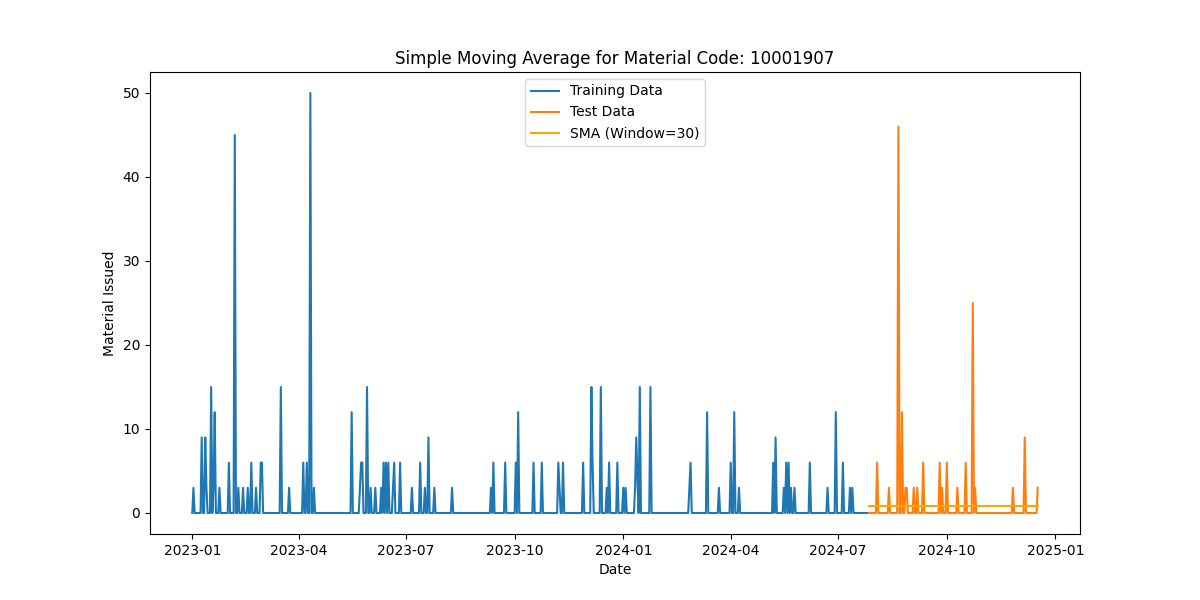 Simple Moving Average for Material Code: 10001907
Training Data
Test Data
SMA (Window=30)
Material Issued
50
40
30
20
10
0
2023-01 2023-04 2023-07 2023-10 2024-01 2024-04 2024-07 2024-10 2025-01
Date